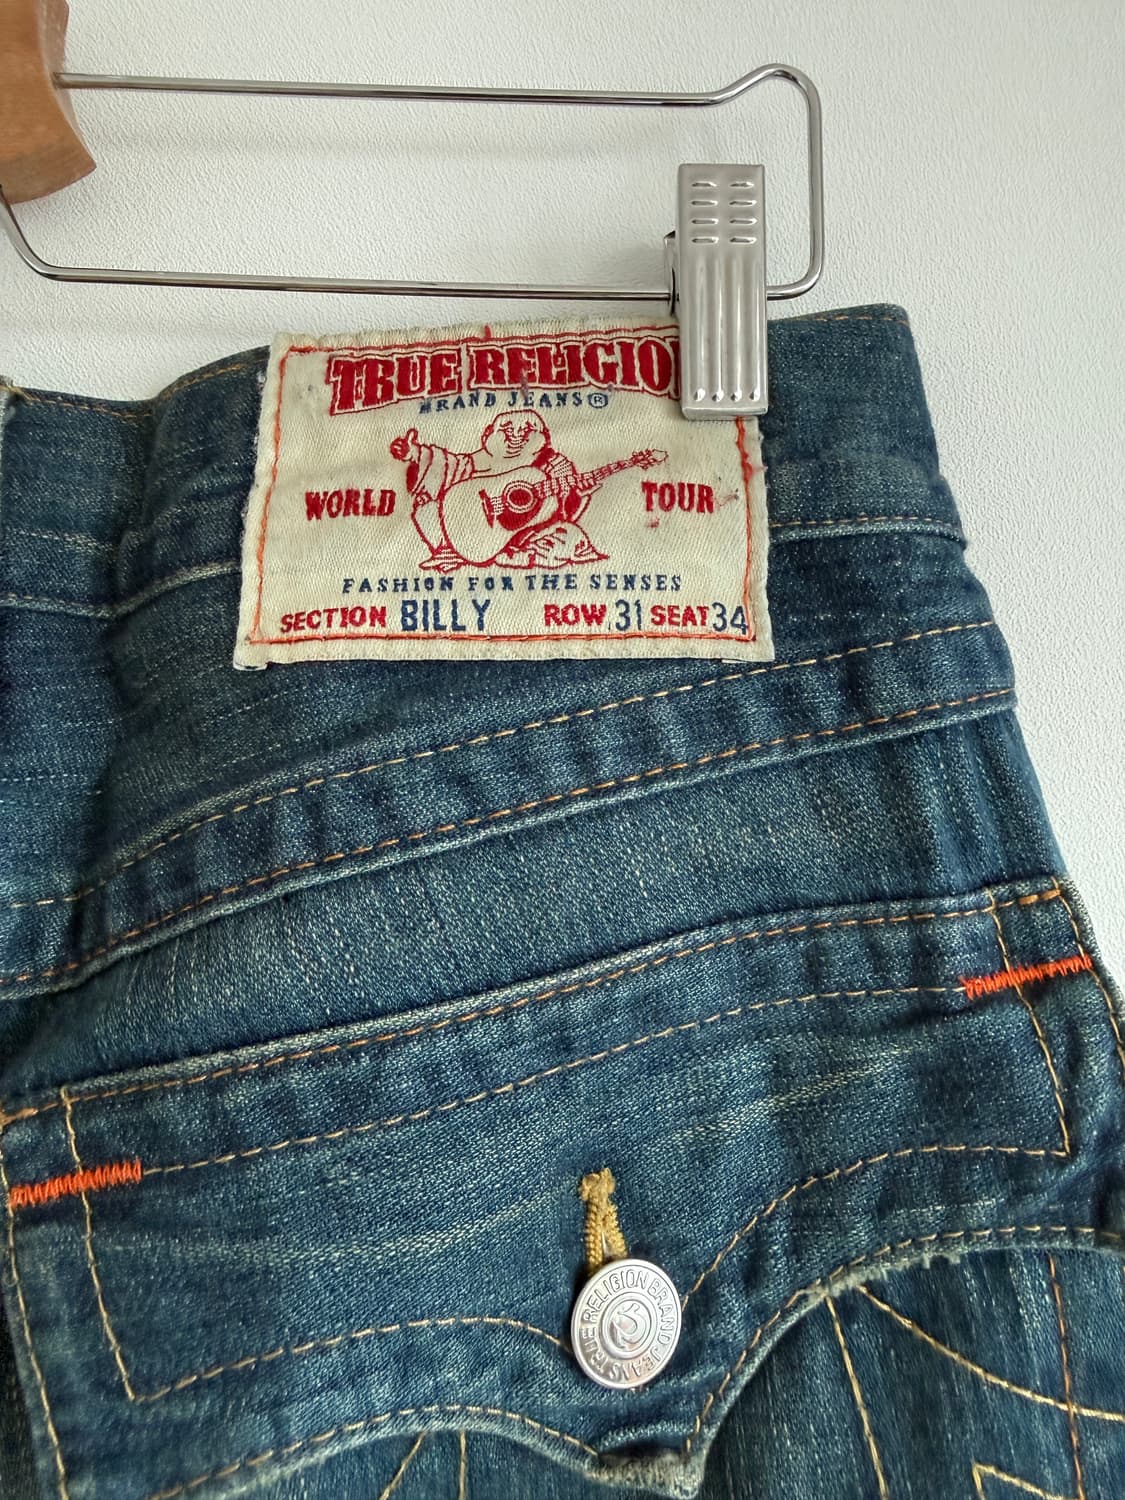 TRUE RELIGIO
BRAND JEANS®
WORLD TOUR
FASHION FOR THE SENSES
SECTION BILLY ROW 31 SEAT 34
TRUE RELIGION BRAND JEANS